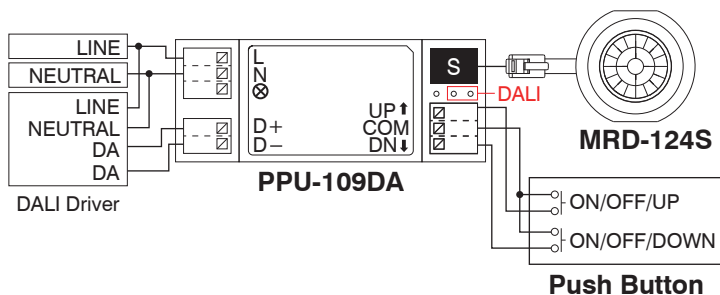 LINE
NEUTRAL
LINE
NEUTRAL
DA
DA
DALI Driver
L
N
D+
D−
UP⬆
COM
DN⬇
PPU-109DA
S
DALI
MRD-124S
ON/OFF/UP
ON/OFF/DOWN
Push Button